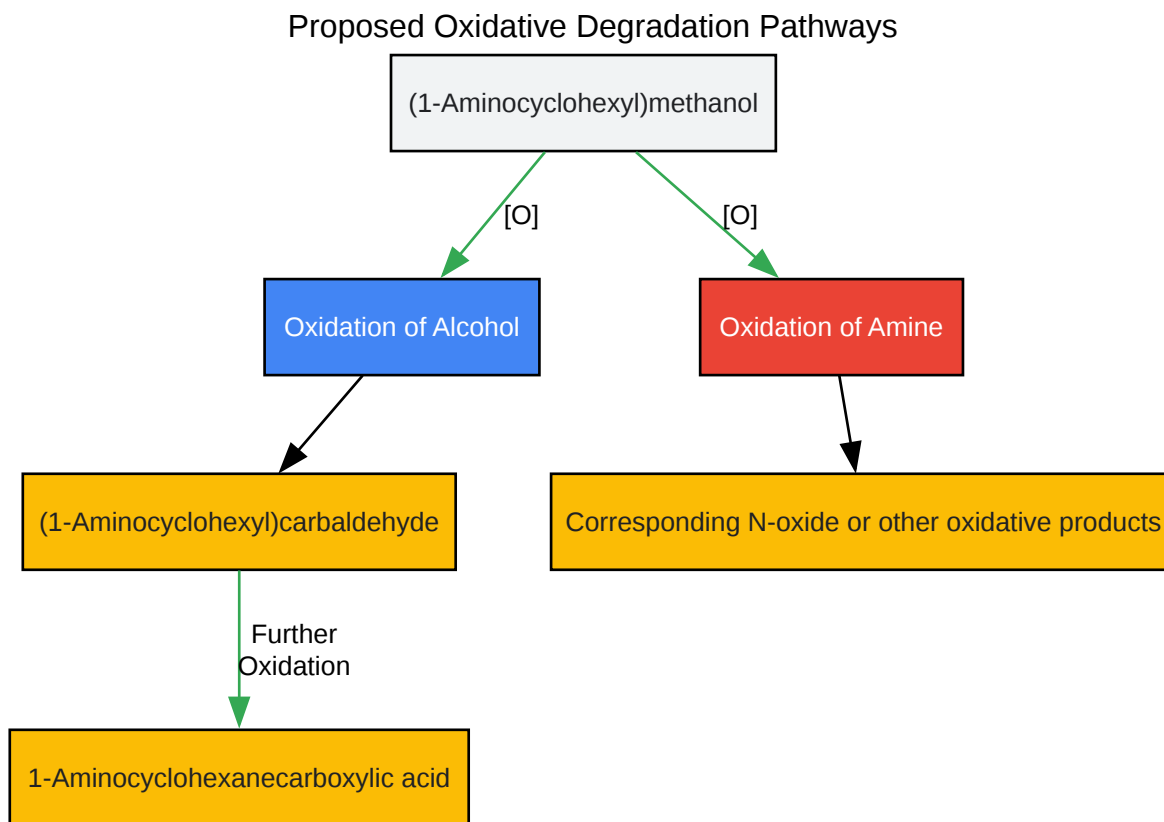 Proposed Oxidative Degradation Pathways
(1-Aminocyclohexyl)methanol
[O]
[O]
Oxidation of Alcohol
Oxidation of Amine
(1-Aminocyclohexyl)carbaldehyde
Corresponding N-oxide or other oxidative products
Further
Oxidation
1-Aminocyclohexanecarboxylic acid